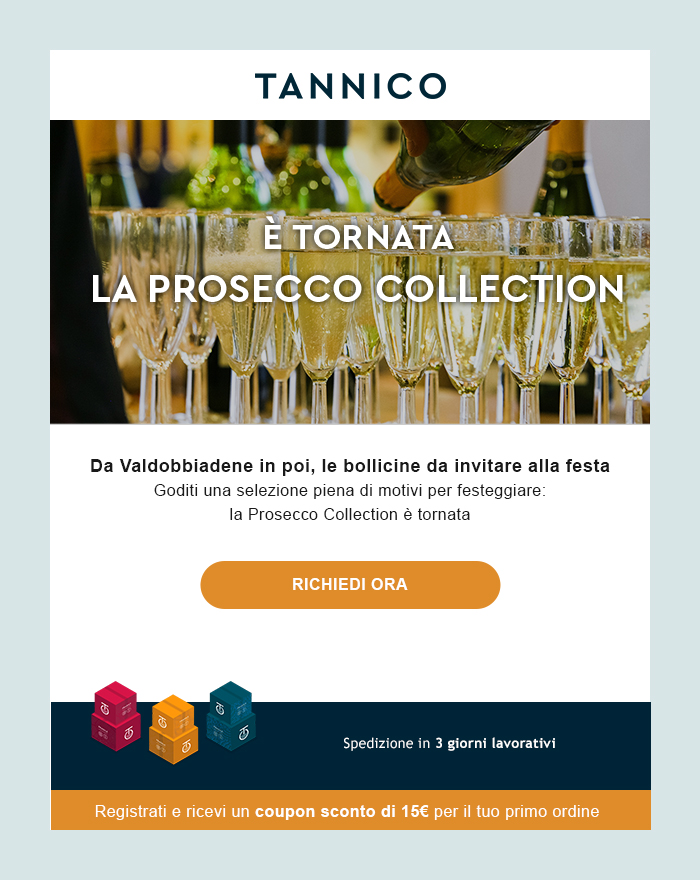 TANNICO
È TORNATA
LA PROSECCO COLLECTION
Da Valdobbiadene in poi, le bollicine da invitare alla festa
Goditi una selezione piena di motivi per festeggiare:
la Prosecco Collection è tornata
RICHIEDI ORA
Spedizione in 3 giorni lavorativi
Registrati e ricevi un coupon sconto di 15€ per il tuo primo ordine